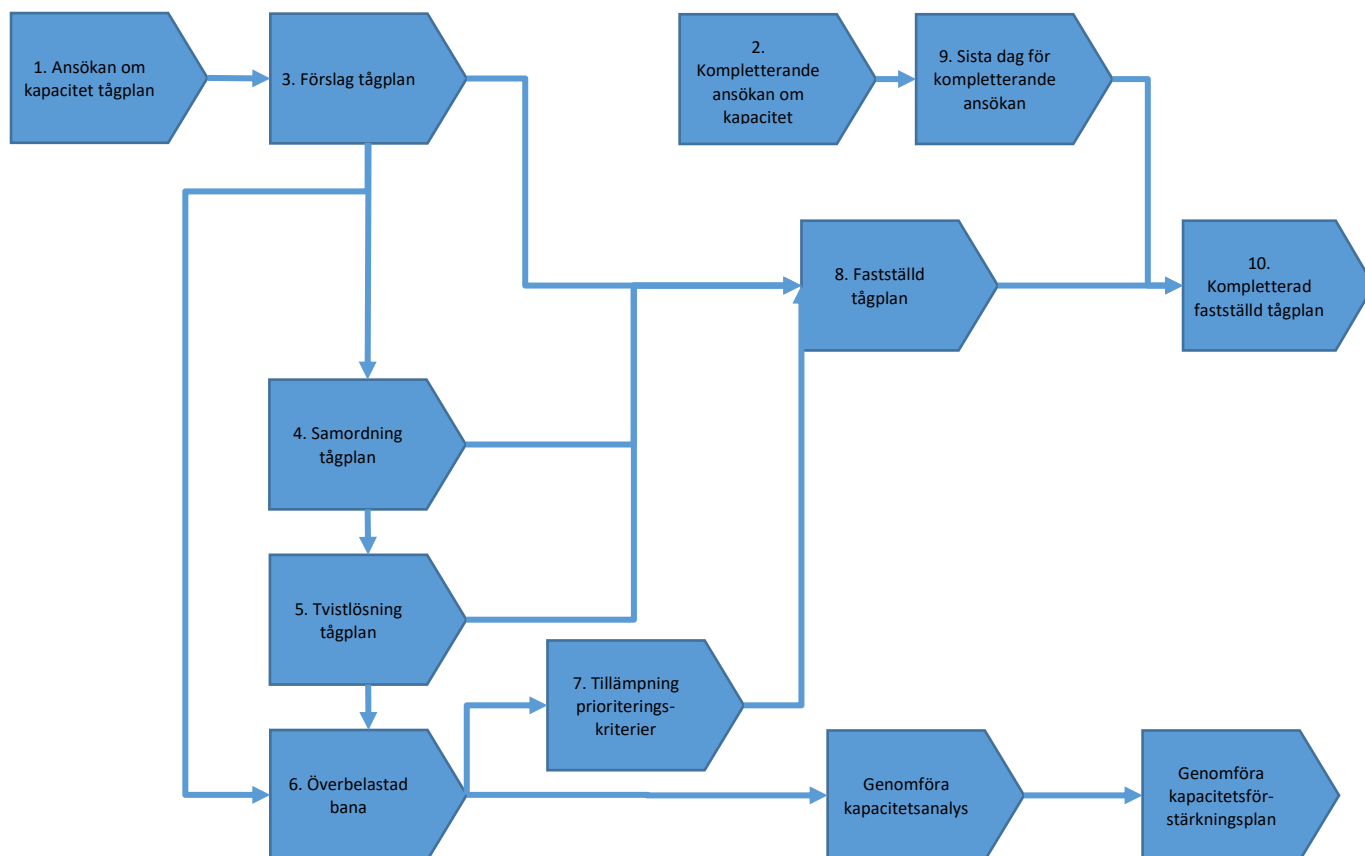 1. Ansökan om
kapacitet tågplan
3. Förslag tågplan
2.
Kompletterande
ansökan om
kapacitet
9. Sista dag för
kompletterande
ansökan
8. Fastställd
tågplan
10.
Kompletterad
fastställd tågplan
4. Samordning
tågplan
5. Tvistlösning
tågplan
7. Tillämpning
prioriterings-
kriterier
6. Överbelastad
bana
Genomföra
kapacitetsanalys
Genomföra
kapacitetsför-
stärkningsplan